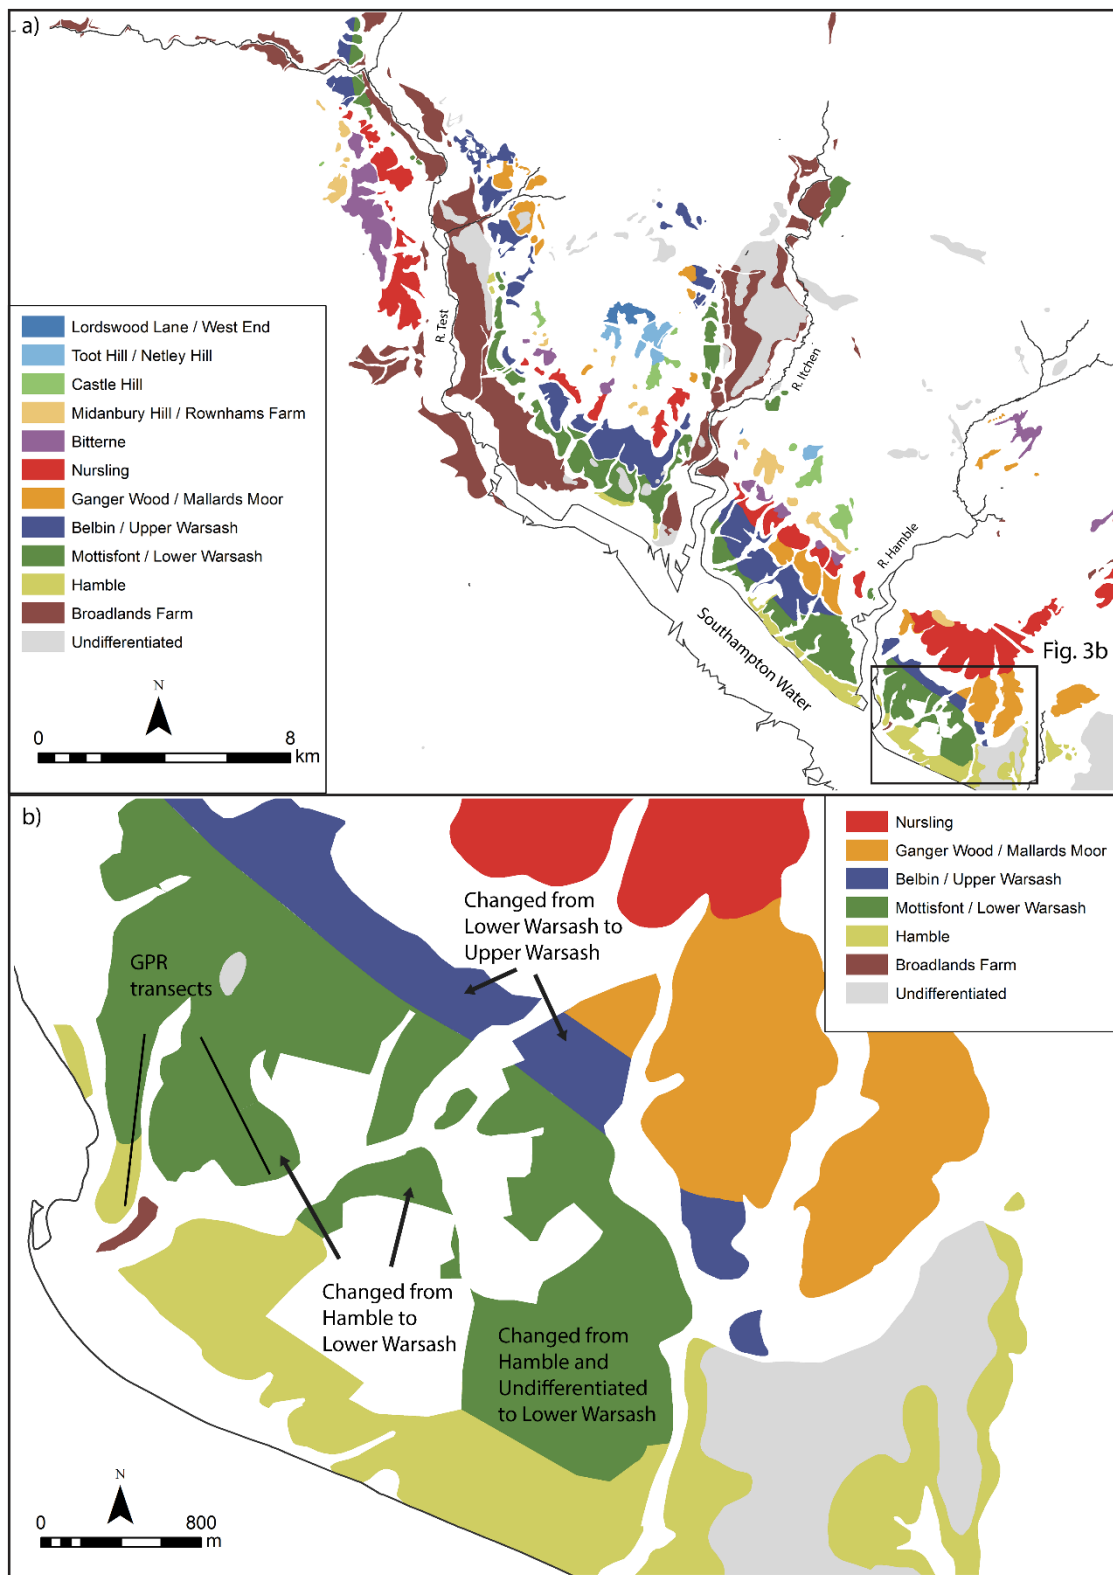 a)
R. Test
R. Itchen
R. Hamble
Southampton Water
Fig. 3b
Lordswood Lane / West End
Toot Hill / Netley Hill
Castle Hill
Midanbury Hill / Rownhams Farm
Bitterne
Nursling
Ganger Wood / Mallards Moor
Belbin / Upper Warsash
Mottisfont / Lower Warsash
Hamble
Broadlands Farm
Undifferentiated
N
0 8
km
b)
Nursling
Ganger Wood / Mallards Moor
Belbin / Upper Warsash
Mottisfont / Lower Warsash
Hamble
Broadlands Farm
Undifferentiated
Changed from
Lower Warsash to
Upper Warsash
GPR
transects
Changed from
Hamble to
Lower Warsash
Changed from
Hamble and
Undifferentiated
to Lower Warsash
N
0 800
m